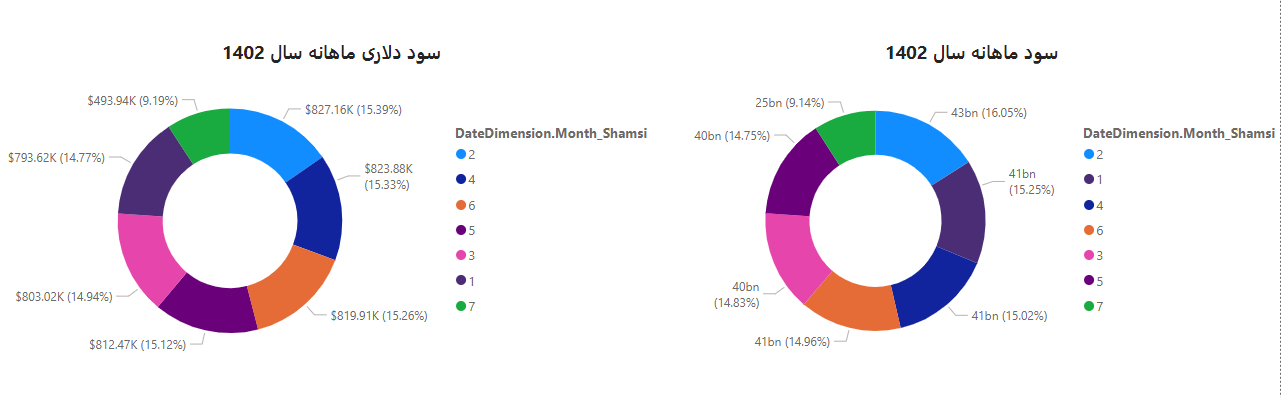 سود دلاری ماهانه سال 1402
$493.94K (9.19%)
$827.16K (15.39%)
$793.62K (14.77%)
$823.88K
(15.33%)
$803.02K (14.94%)
$819.91K (15.26%)
$812.47K (15.12%)
DateDimension.Month_Shamsi
2
4
6
5
3
1
7
سود ماهانه سال 1402
25bn (9.14%)
43bn (16.05%)
40bn (14.75%)
41bn
(15.25%)
40bn
(14.83%)
41bn (15.02%)
41bn (14.96%)
DateDimension.Month_Shamsi
2
1
4
6
3
5
7